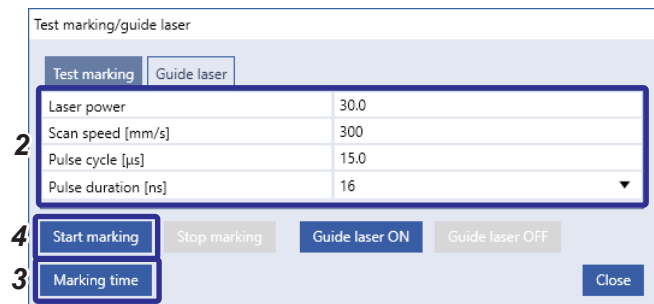 Test marking/guide laser
Test marking Guide laser
Laser power 30.0
Scan speed [mm/s] 300
Pulse cycle [µs] 15.0
Pulse duration [ns] 16
2
4 Start marking Stop marking Guide laser ON Guide laser OFF
3 Marking time Close